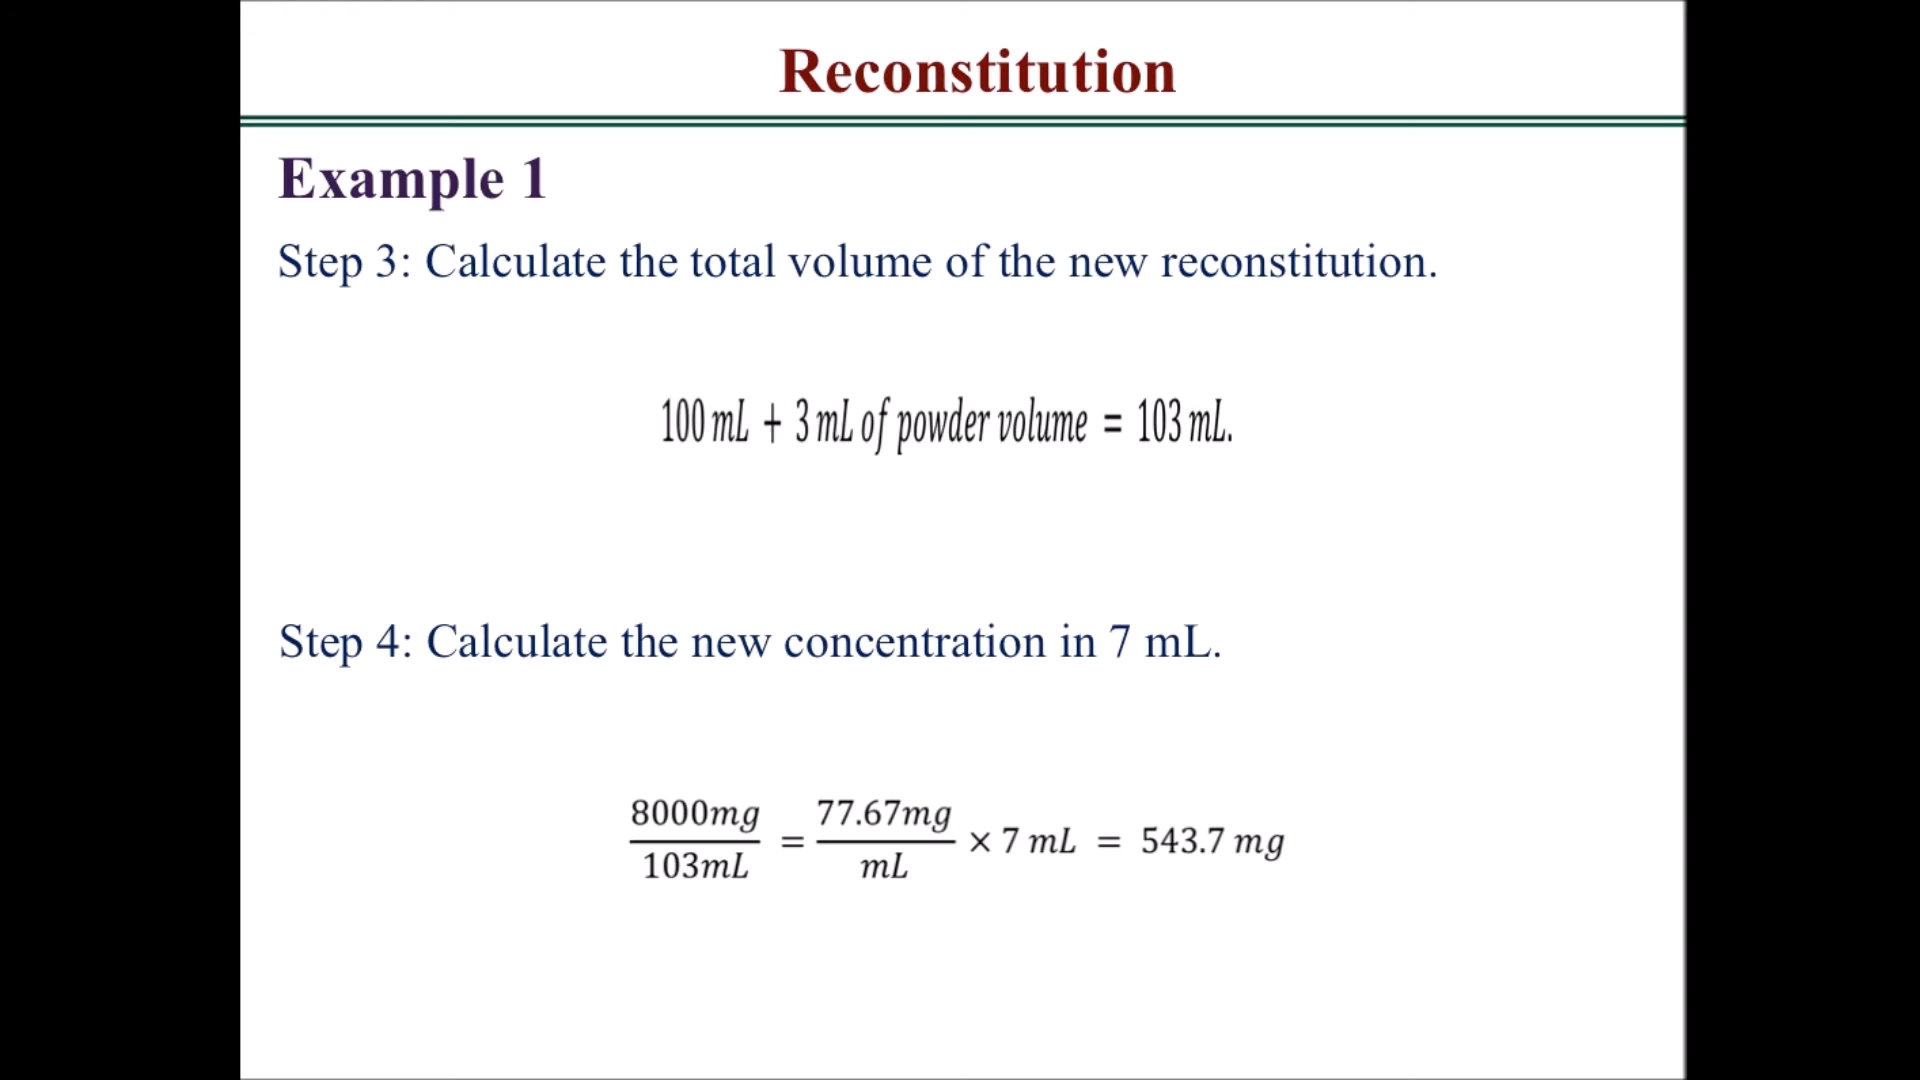 Reconstitution
Example 1
Step 3: Calculate the total volume of the new reconstitution.
100 mL + 3 mL of powder volume = 103 mL.
Step 4: Calculate the new concentration in 7 mL.
8000mg/103mL = 77.67mg/mL × 7 mL = 543.7 mg